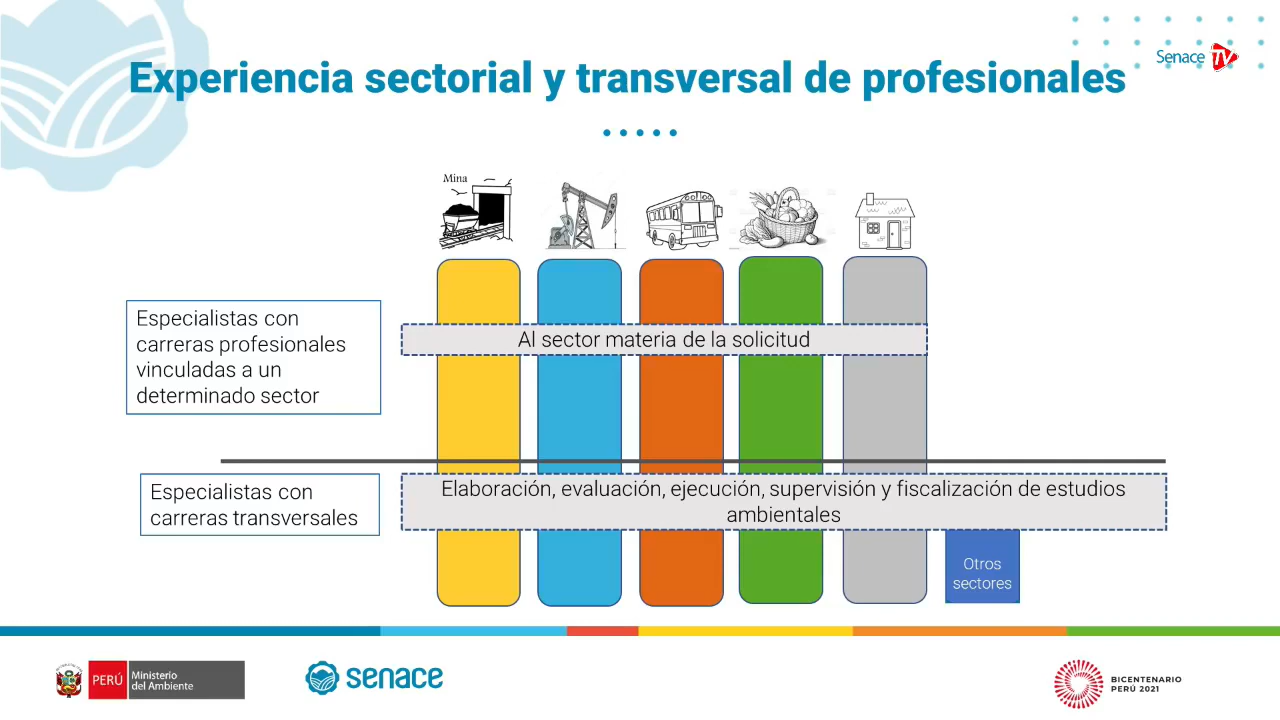 Senace TV
Experiencia sectorial y transversal de profesionales
Mina
Especialistas con
carreras profesionales
vinculadas a un
determinado sector
Al sector materia de la solicitud
Especialistas con
carreras transversales
Elaboración, evaluación, ejecución, supervisión y fiscalización de estudios
ambientales
Otros
sectores
PERÚ
Ministerio
del Ambiente
senace
BICENTENARIO
PERÚ 2021